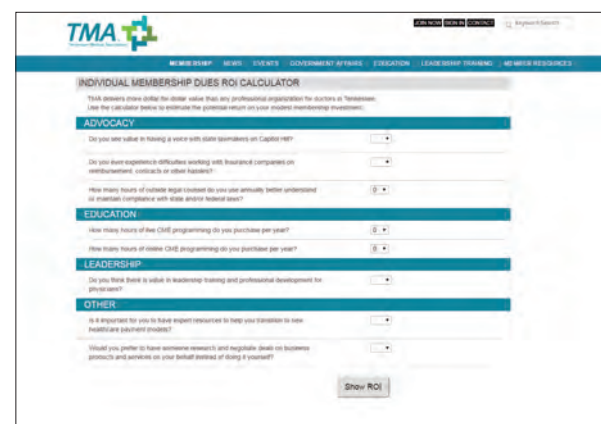 TMA
Tennessee Medical Association
JOIN NOW SIGN IN CONTACT
Keyword Search
MEMBERSHIP NEWS EVENTS GOVERNMENT AFFAIRS EDUCATION LEADERSHIP TRAINING MEMBER RESOURCES
INDIVIDUAL MEMBERSHIP DUES ROI CALCULATOR
TMA delivers more dollar-for-dollar value than any professional organization for doctors in Tennessee.
Use the calculator below to estimate the potential return on your modest membership investment.
ADVOCACY
Do you see value in having a voice with state lawmakers on Capitol Hill?
Do you ever experience difficulties working with insurance companies on
reimbursement, contracts or other hassles?
How many hours of outside legal counsel do you use annually better understand
or maintain compliance with state and/or federal laws?
0
EDUCATION
How many hours of live CME programming do you purchase per year?
0
How many hours of online CME programming do you purchase per year?
0
LEADERSHIP
Do you think there is value in leadership training and professional development for
physicians?
OTHER
Is it important for you to have expert resources to help you transition to new
healthcare payment models?
Would you prefer to have someone research and negotiate deals on business
products and services on your behalf instead of doing it yourself?
Show ROI